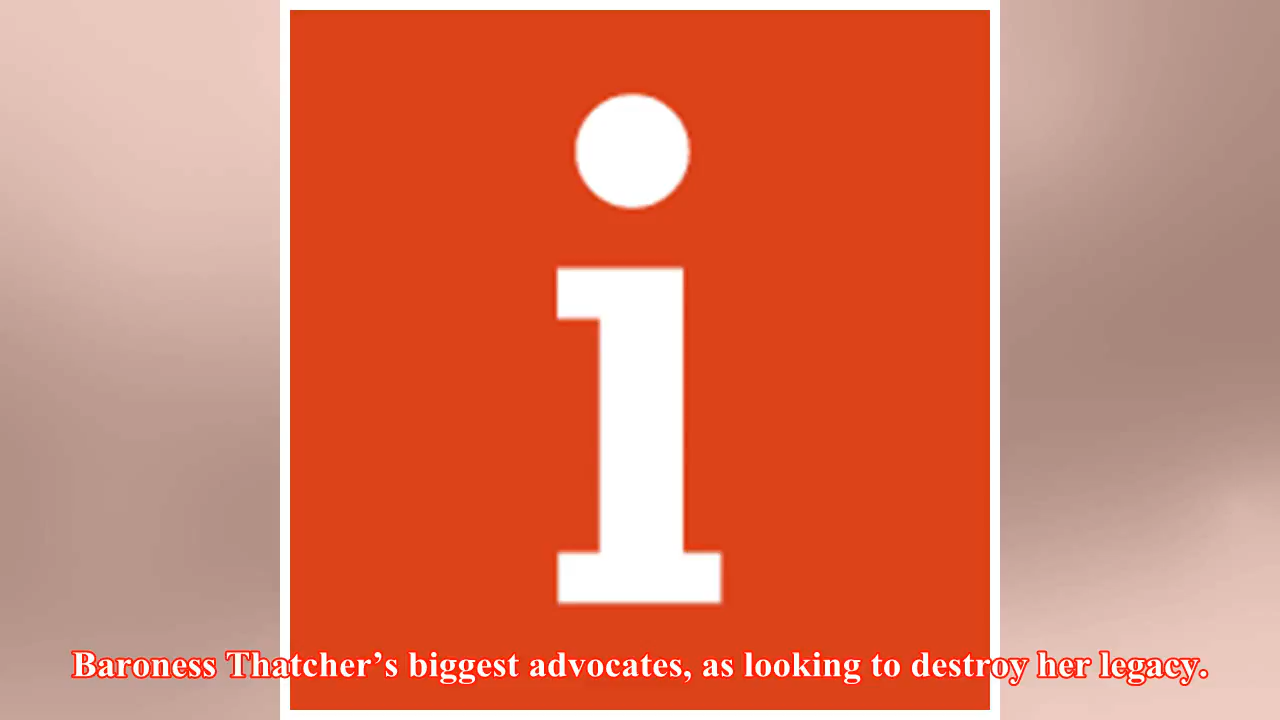 i
Baroness Thatcher’s biggest advocates, as looking to destroy her legacy.